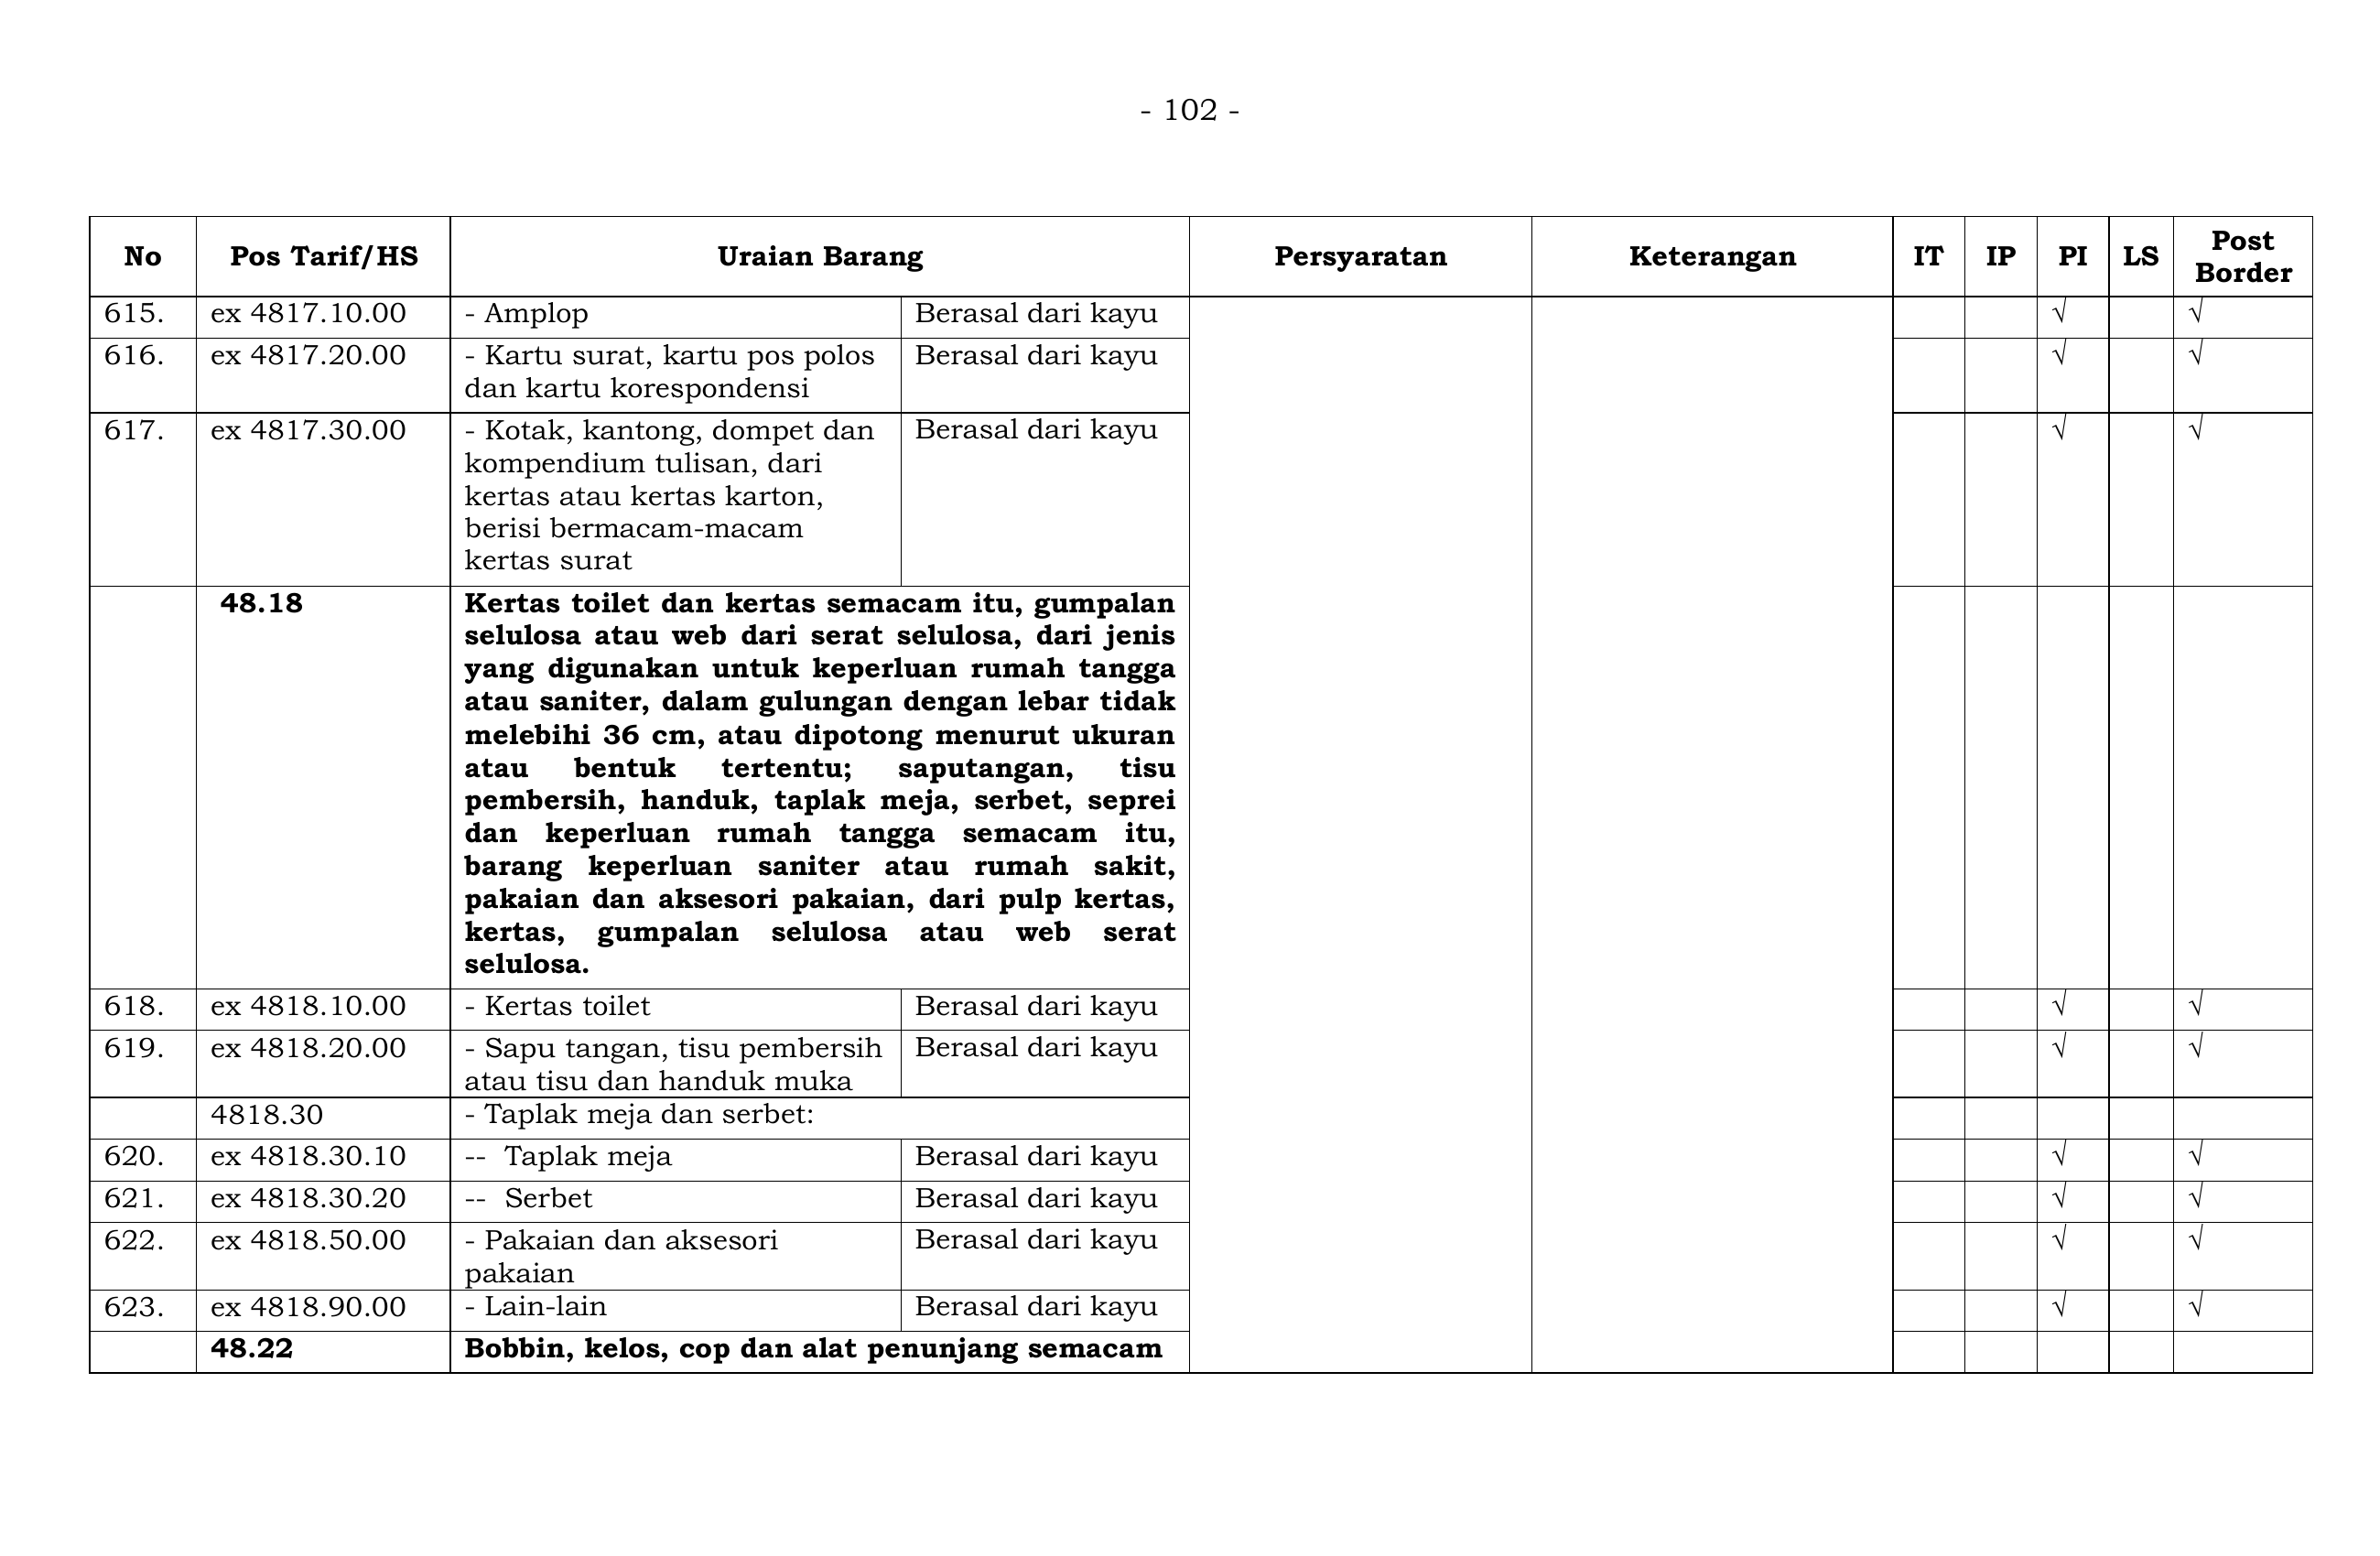 - 102 -
No Pos Tarif/HS Uraian Barang Persyaratan Keterangan IT IP PI LS Post Border
615. ex 4817.10.00 - Amplop Berasal dari kayu √ √
616. ex 4817.20.00 - Kartu surat, kartu pos polos Berasal dari kayu √ √
dan kartu korespondensi
617. ex 4817.30.00 - Kotak, kantong, dompet dan Berasal dari kayu √ √
kompendium tulisan, dari
kertas atau kertas karton,
berisi bermacam-macam
kertas surat
48.18 Kertas toilet dan kertas semacam itu, gumpalan
selulosa atau web dari serat selulosa, dari jenis
yang digunakan untuk keperluan rumah tangga
atau saniter, dalam gulungan dengan lebar tidak
melebihi 36 cm, atau dipotong menurut ukuran
atau bentuk tertentu; saputangan, tisu
pembersih, handuk, taplak meja, serbet, seprei
dan keperluan rumah tangga semacam itu,
barang keperluan saniter atau rumah sakit,
pakaian dan aksesori pakaian, dari pulp kertas,
kertas, gumpalan selulosa atau web serat
selulosa.
618. ex 4818.10.00 - Kertas toilet Berasal dari kayu √ √
619. ex 4818.20.00 - Sapu tangan, tisu pembersih Berasal dari kayu √ √
atau tisu dan handuk muka
4818.30 - Taplak meja dan serbet:
620. ex 4818.30.10 -- Taplak meja Berasal dari kayu √ √
621. ex 4818.30.20 -- Serbet Berasal dari kayu √ √
622. ex 4818.50.00 - Pakaian dan aksesori Berasal dari kayu √ √
pakaian
623. ex 4818.90.00 - Lain-lain Berasal dari kayu √ √
48.22 Bobbin, kelos, cop dan alat penunjang semacam